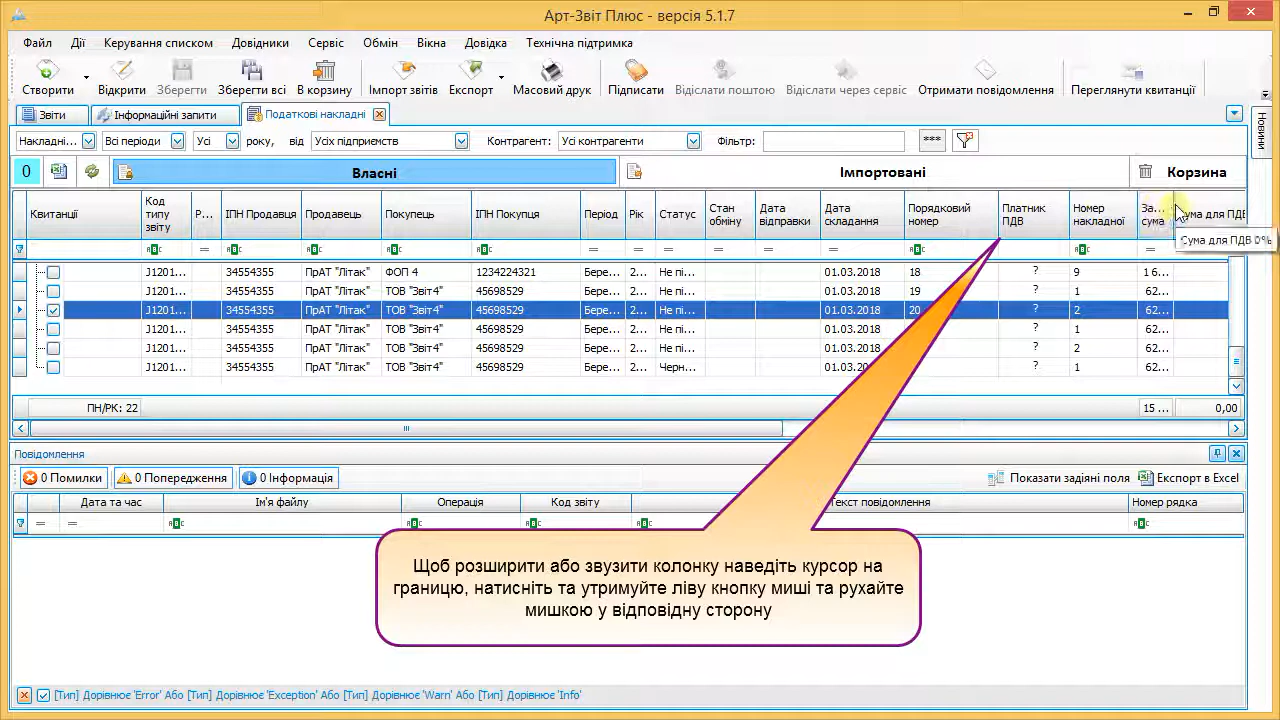 Арт-Звіт Плюс - версія 5.1.7
Файл Дії Керування списком Довідники Сервіс Обмін Вікна Довідка Технічна підтримка
Створити Відкрити Зберегти Зберегти всі В корзину Імпорт звітів Експорт Масовий друк Підписати Відіслати поштою Відіслати через сервіс Отримати повідомлення Переглянути квитанції
Звіти Інформаційні запити Податкові накладні
Новини
Накладні... Всі періоди Усі року, від Усіх підприємств Контрагент: Усі контрагенти Фільтр: ***
0 Власні Імпортовані Корзина
Квитанції Код типу звіту Р... ІПН Продавця Продавець Покупець ІПН Покупця Період Рік Статус Стан обміну Дата відправки Дата складання Порядковий номер Платник ПДВ Номер накладної За... сума Сума для ПДВ
Сума для ПДВ 0%
J1201... 34554355 ПрАТ "Літак" ФОП 4 1234224321 Бере... 2... Не пі... 01.03.2018 18 ? 9 1 6...
J1201... 34554355 ПрАТ "Літак" ТОВ "Звіт4" 45698529 Бере... 2... Не пі... 01.03.2018 19 ? 1 62...
J1201... 34554355 ПрАТ "Літак" ТОВ "Звіт4" 45698529 Бере... 2... Не пі... 01.03.2018 20 ? 2 62...
J1201... 34554355 ПрАТ "Літак" ТОВ "Звіт4" 45698529 Бере... 2... Не пі... 01.03.2018 ? 1 62...
J1201... 34554355 ПрАТ "Літак" ТОВ "Звіт4" 45698529 Бере... 2... Не пі... 01.03.2018 ? 2 62...
J1201... 34554355 ПрАТ "Літак" ТОВ "Звіт4" 45698529 Бере... 2... Черн... 01.03.2018 ? 1 62...
ПН/РК: 22 15 ... 0,00
Повідомлення
0 Помилки 0 Попередження 0 Інформація Показати задіяні поля Експорт в Excel
Дата та час Ім'я файлу Операція Код звіту Текст повідомлення Номер рядка
Щоб розширити або звузити колонку наведіть курсор на
границю, натисніть та утримуйте ліву кнопку миші та рухайте
мишкою у відповідну сторону
[Тип] Дорівнює 'Error' Або [Тип] Дорівнює 'Exception' Або [Тип] Дорівнює 'Warn' Або [Тип] Дорівнює 'Info'